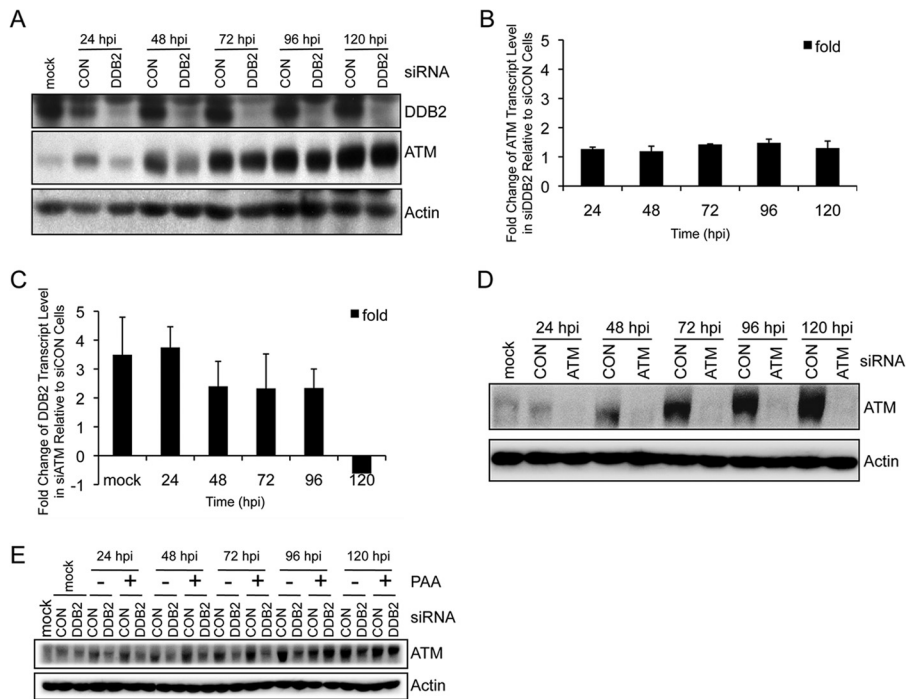 A
24 hpi 48 hpi 72 hpi 96 hpi 120 hpi
mock CON DDB2 CON DDB2 CON DDB2 CON DDB2 CON DDB2 siRNA
DDB2
ATM
Actin
B
Fold Change of ATM Transcript Level
in siDDB2 Relative to siCON Cells
5
4
3
2
1
0
fold
24 48 72 96 120
Time (hpi)
C
Fold Change of DDB2 Transcript Level
in siATM Relative to siCON Cells
5
4
3
2
1
0
-1
fold
mock 24 48 72 96 120
Time (hpi)
D
24 hpi 48 hpi 72 hpi 96 hpi 120 hpi
mock CON ATM CON ATM CON ATM CON ATM CON ATM siRNA
ATM
Actin
E
24 hpi 48 hpi 72 hpi 96 hpi 120 hpi
mock - + - + - + - + - + PAA
mock CON DDB2 CON DDB2 CON DDB2 CON DDB2 CON DDB2 CON DDB2 CON DDB2 CON DDB2 CON DDB2 CON DDB2 CON DDB2 siRNA
ATM
Actin